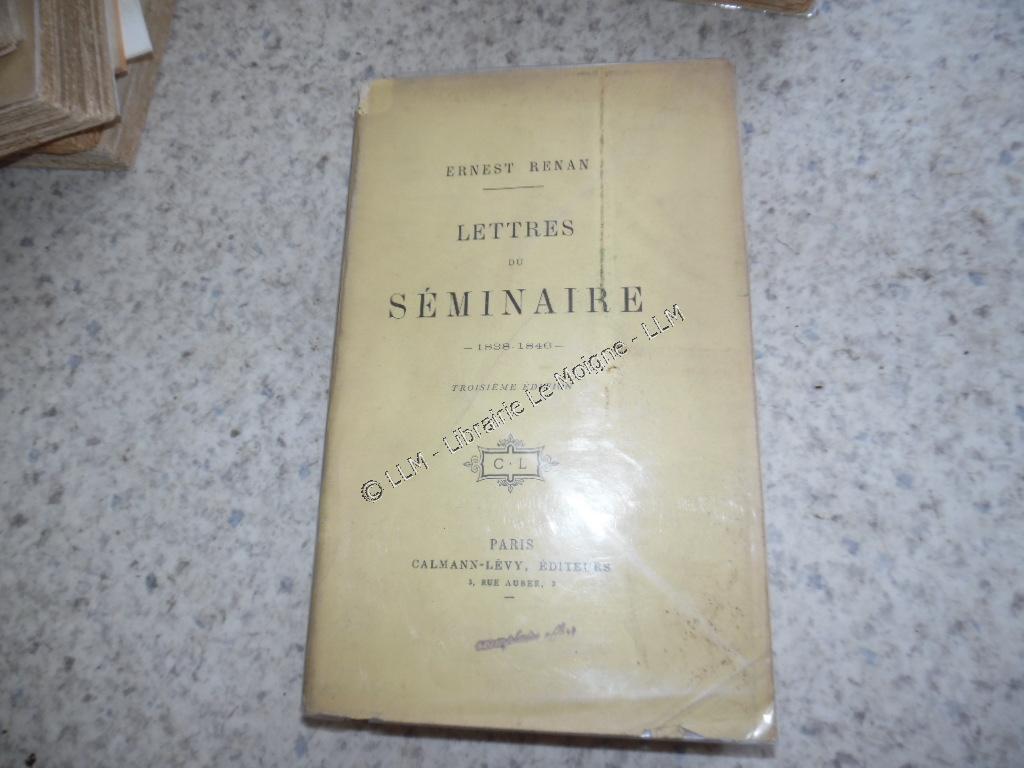 ERNEST RENAN
LETTRES
DU
SÉMINAIRE
– 1838-1846 –
TROISIÈME ÉDITION
© LLM - Librairie Le Moigne - LLM
C · L
PARIS
CALMANN-LÉVY, ÉDITEURS
3, RUE AUBER, 3